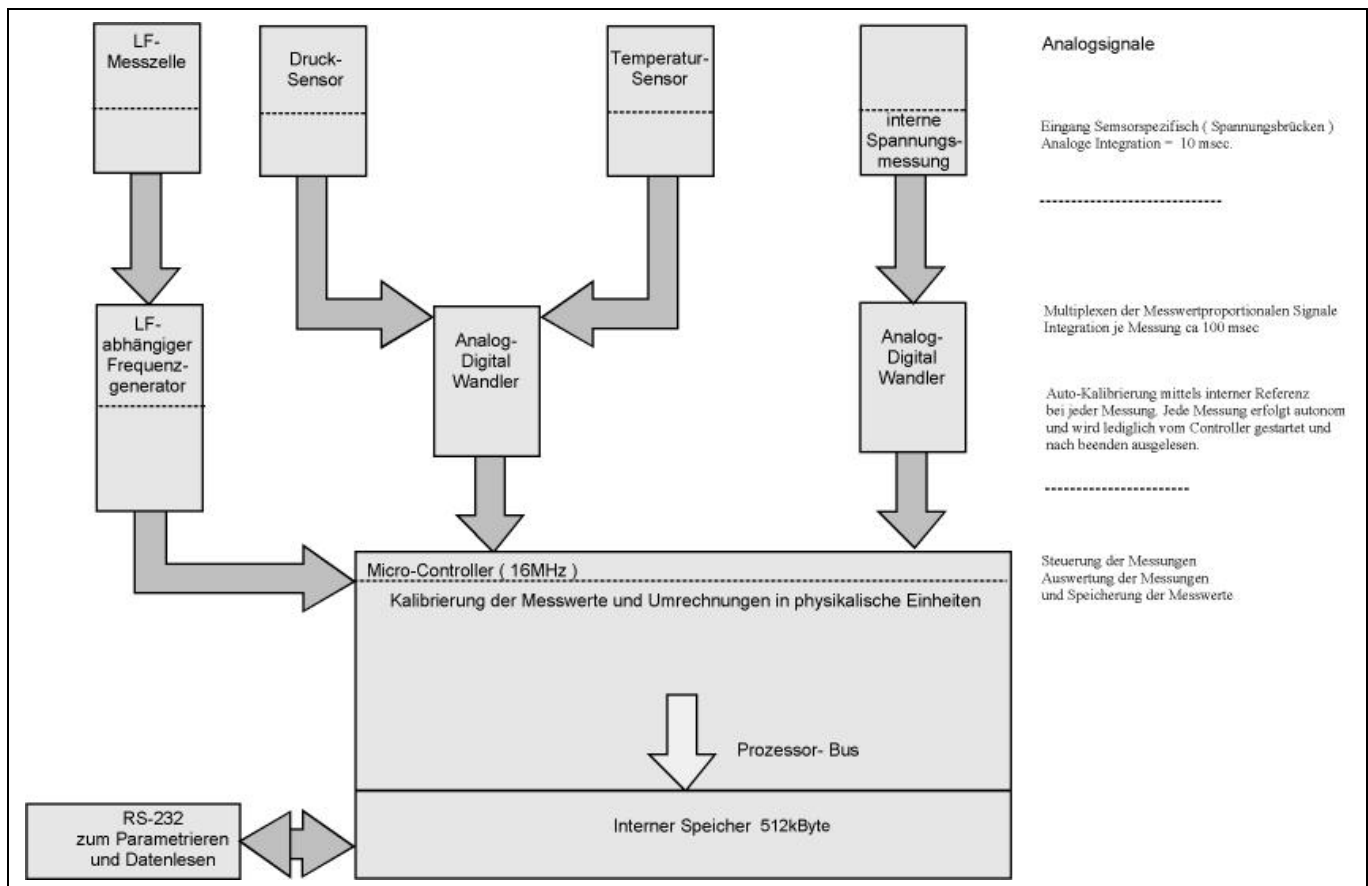 LF-
Messzelle
Druck-
Sensor
Temperatur-
Sensor
interne
Spannungs-
messung
Analogsignale
Eingang Semsorspezifisch ( Spannungsbrücken )
Analoge Integration = 10 msec.
LF-
abhängiger
Frequenz-
generator
Analog-
Digital
Wandler
Analog-
Digital
Wandler
Multiplexen der Messwertproportionalen Signale
Integration je Messung ca 100 msec
Auto-Kalibrierung mittels interner Referenz
bei jeder Messung. Jede Messung erfolgt autonom
und wird lediglich vom Controller gestartet und
nach beenden ausgelesen.
Micro-Controller ( 16MHz )
Kalibrierung der Messwerte und Umrechnungen in physikalische Einheiten
Steuerung der Messungen
Auswertung der Messungen
und Speicherung der Messwerte
Prozessor- Bus
RS-232
zum Parametrieren
und Datenlesen
Interner Speicher 512kByte